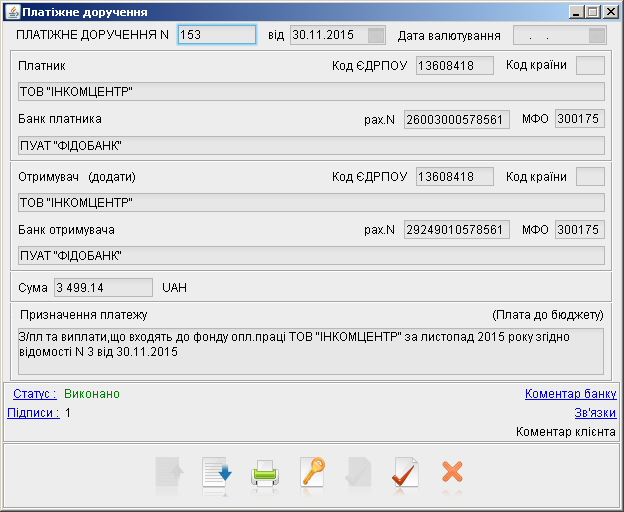 Платіжне доручення
ПЛАТІЖНЕ ДОРУЧЕННЯ N 153 від 30.11.2015 Дата валютування . .
Платник Код ЄДРПОУ 13608418 Код країни
ТОВ "ІНКОМЦЕНТР"
Банк платника рах.N 26003000578561 МФО 300175
ПУАТ "ФІДОБАНК"
Отримувач (додати) Код ЄДРПОУ 13608418 Код країни
ТОВ "ІНКОМЦЕНТР"
Банк отримувача рах.N 29249010578561 МФО 300175
ПУАТ "ФІДОБАНК"
Сума 3 499.14 UAH
Призначення платежу (Плата до бюджету)
З/пл та виплати,що входять до фонду опл.праці ТОВ "ІНКОМЦЕНТР" за листопад 2015 року згідно
відомості N 3 від 30.11.2015
Статус : Виконано Коментар банку
Підписи : 1 Зв'язки
Коментар клієнта